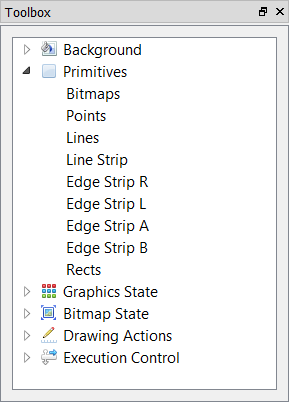 Toolbox
Background
Primitives
Bitmaps
Points
Lines
Line Strip
Edge Strip R
Edge Strip L
Edge Strip A
Edge Strip B
Rects
Graphics State
Bitmap State
Drawing Actions
Execution Control